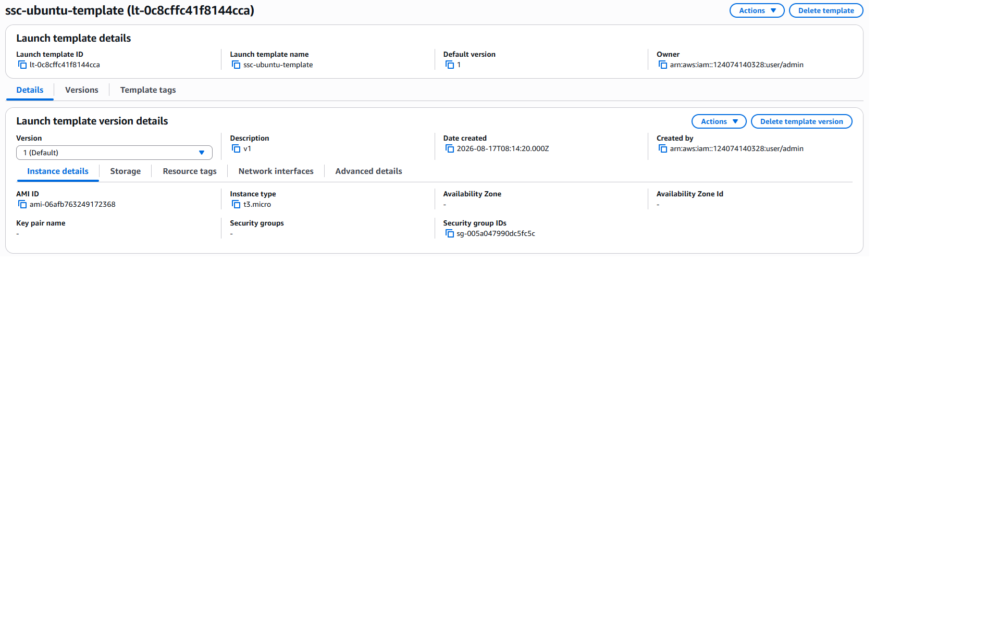 ssc-ubuntu-template (lt-0c8cffc41f8144cca)
Actions
Delete template
Launch template details
Launch template ID
lt-0c8cffc41f8144cca
Launch template name
ssc-ubuntu-template
Default version
1
Owner
arn:aws:iam::124074140328:user/admin
Details
Versions
Template tags
Launch template version details
Actions
Delete template version
Version
1 (Default)
Description
v1
Date created
2026-08-17T08:14:20.000Z
Created by
arn:aws:iam::124074140328:user/admin
Instance details
Storage
Resource tags
Network interfaces
Advanced details
AMI ID
ami-06afb763249172368
Instance type
t3.micro
Availability Zone
-
Availability Zone Id
-
Key pair name
-
Security groups
-
Security group IDs
sg-005a047990dc5fc5c